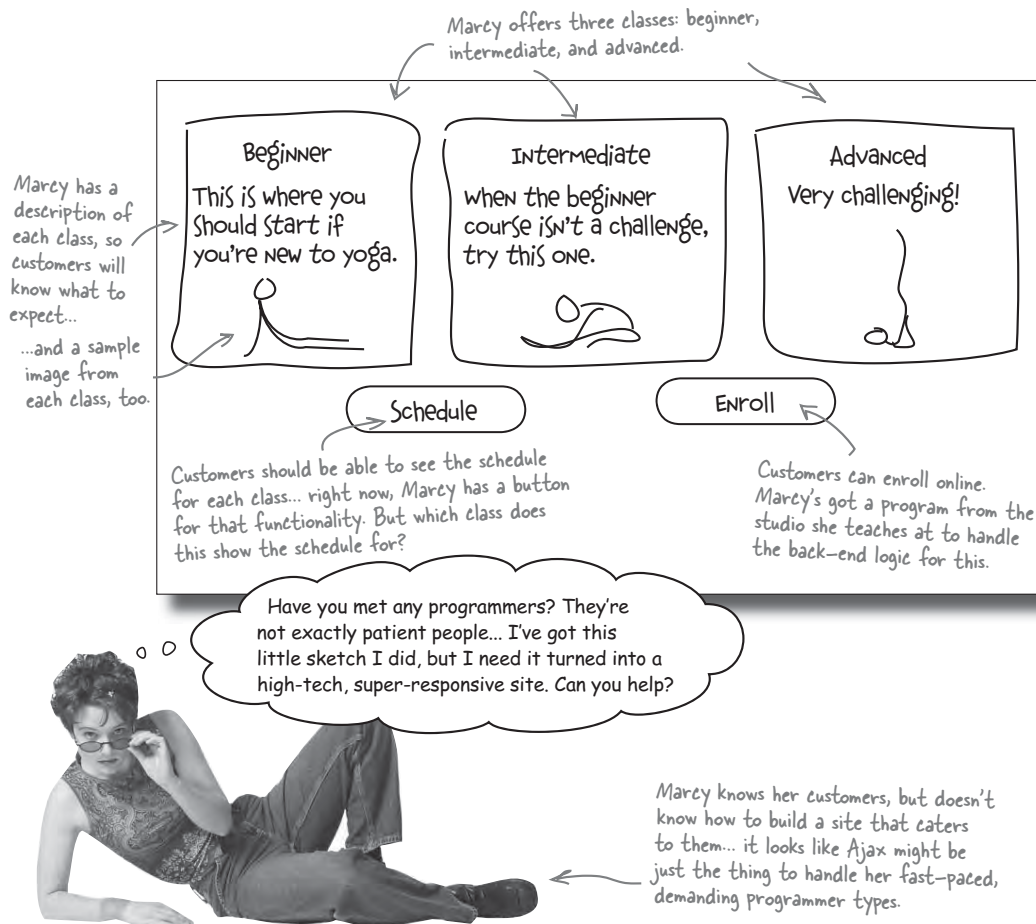 Marcy offers three classes: beginner,
intermediate, and advanced.
Marcy has a
description of
each class, so
customers will
know what to
expect...
...and a sample
image from
each class, too.
Beginner
This is where you
should start if
you're new to yoga.
Intermediate
When the beginner
course isn't a challenge,
try this one.
Advanced
Very challenging!
Schedule
Enroll
Customers should be able to see the schedule
for each class... right now, Marcy has a button
for that functionality. But which class does
this show the schedule for?
Customers can enroll online.
Marcy's got a program from the
studio she teaches at to handle
the back-end logic for this.
Have you met any programmers? They're
not exactly patient people... I've got this
little sketch I did, but I need it turned into a
high-tech, super-responsive site. Can you help?
Marcy knows her customers, but doesn't
know how to build a site that caters
to them... it looks like Ajax might be
just the thing to handle her fast-paced,
demanding programmer types.